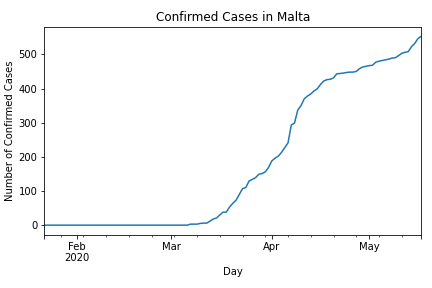 Confirmed Cases in Malta
Number of Confirmed Cases
500
400
300
200
100
0
Feb
2020
Mar
Apr
May
Day